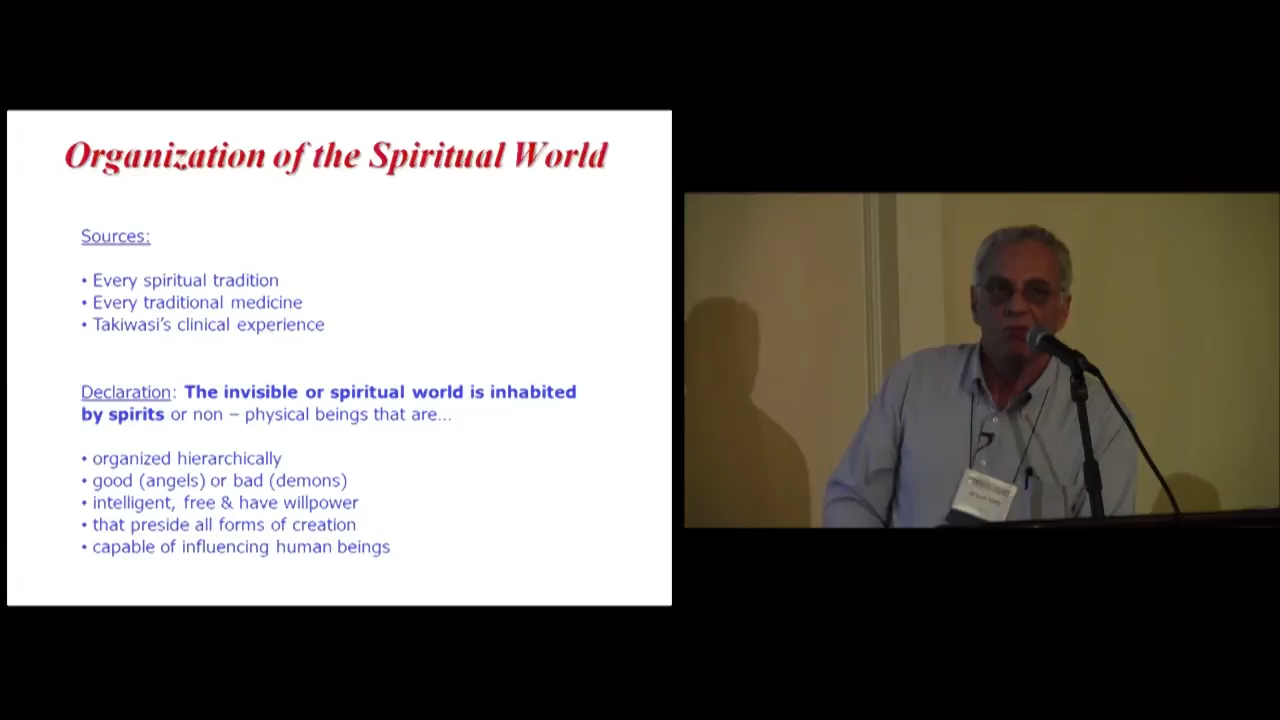 Organization of the Spiritual World
Sources:
• Every spiritual tradition
• Every traditional medicine
• Takiwasi's clinical experience
Declaration: The invisible or spiritual world is inhabited
by spirits or non – physical beings that are...
• organized hierarchically
• good (angels) or bad (demons)
• intelligent, free & have willpower
• that preside all forms of creation
• capable of influencing human beings